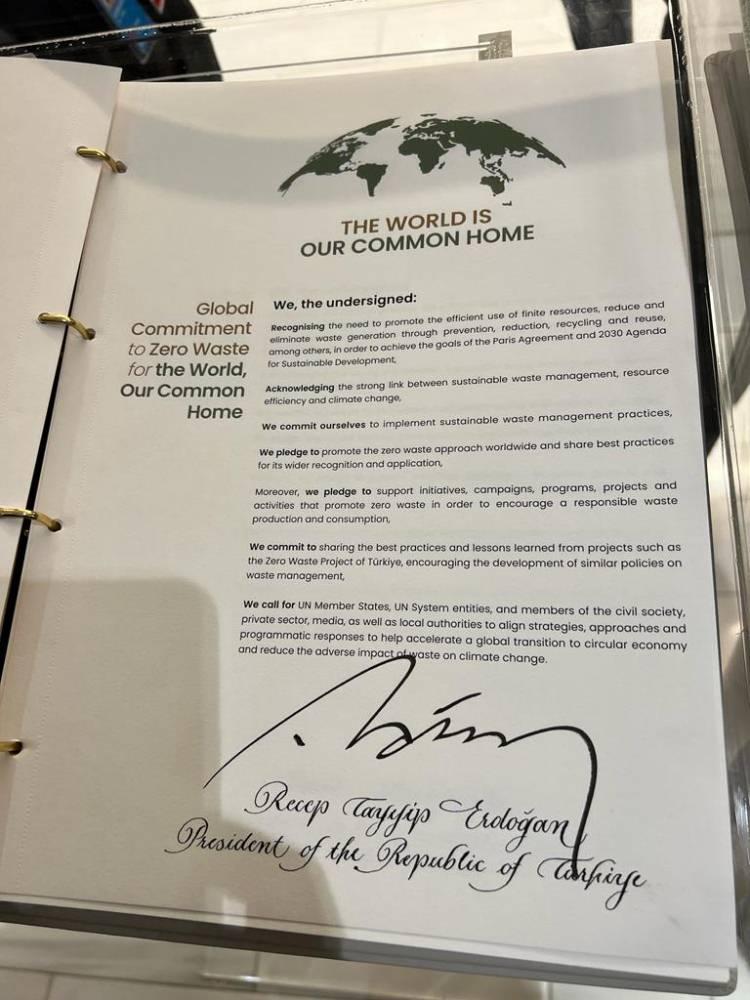 THE WORLD IS
OUR COMMON HOME
Global
Commitment
to Zero Waste
for the World,
Our Common
Home
We, the undersigned:
Recognising the need to promote the efficient use of finite resources, reduce and
eliminate waste generation through prevention, reduction, recycling and reuse,
among others, in order to achieve the goals of the Paris Agreement and 2030 Agenda
for Sustainable Development,
Acknowledging the strong link between sustainable waste management, resource
efficiency and climate change,
We commit ourselves to implement sustainable waste management practices,
We pledge to promote the zero waste approach worldwide and share best practices
for its wider recognition and application,
Moreover, we pledge to support initiatives, campaigns, programs, projects and
activities that promote zero waste in order to encourage a responsible waste
production and consumption,
We commit to sharing the best practices and lessons learned from projects such as
the Zero Waste Project of Türkiye, encouraging the development of similar policies on
waste management,
We call for UN Member States, UN System entities, and members of the civil society,
private sector, media, as well as local authorities to align strategies, approaches and
programmatic responses to help accelerate a global transition to circular economy
and reduce the adverse impact of waste on climate change.
Recep Tayyip Erdoğan
President of the Republic of Türkiye